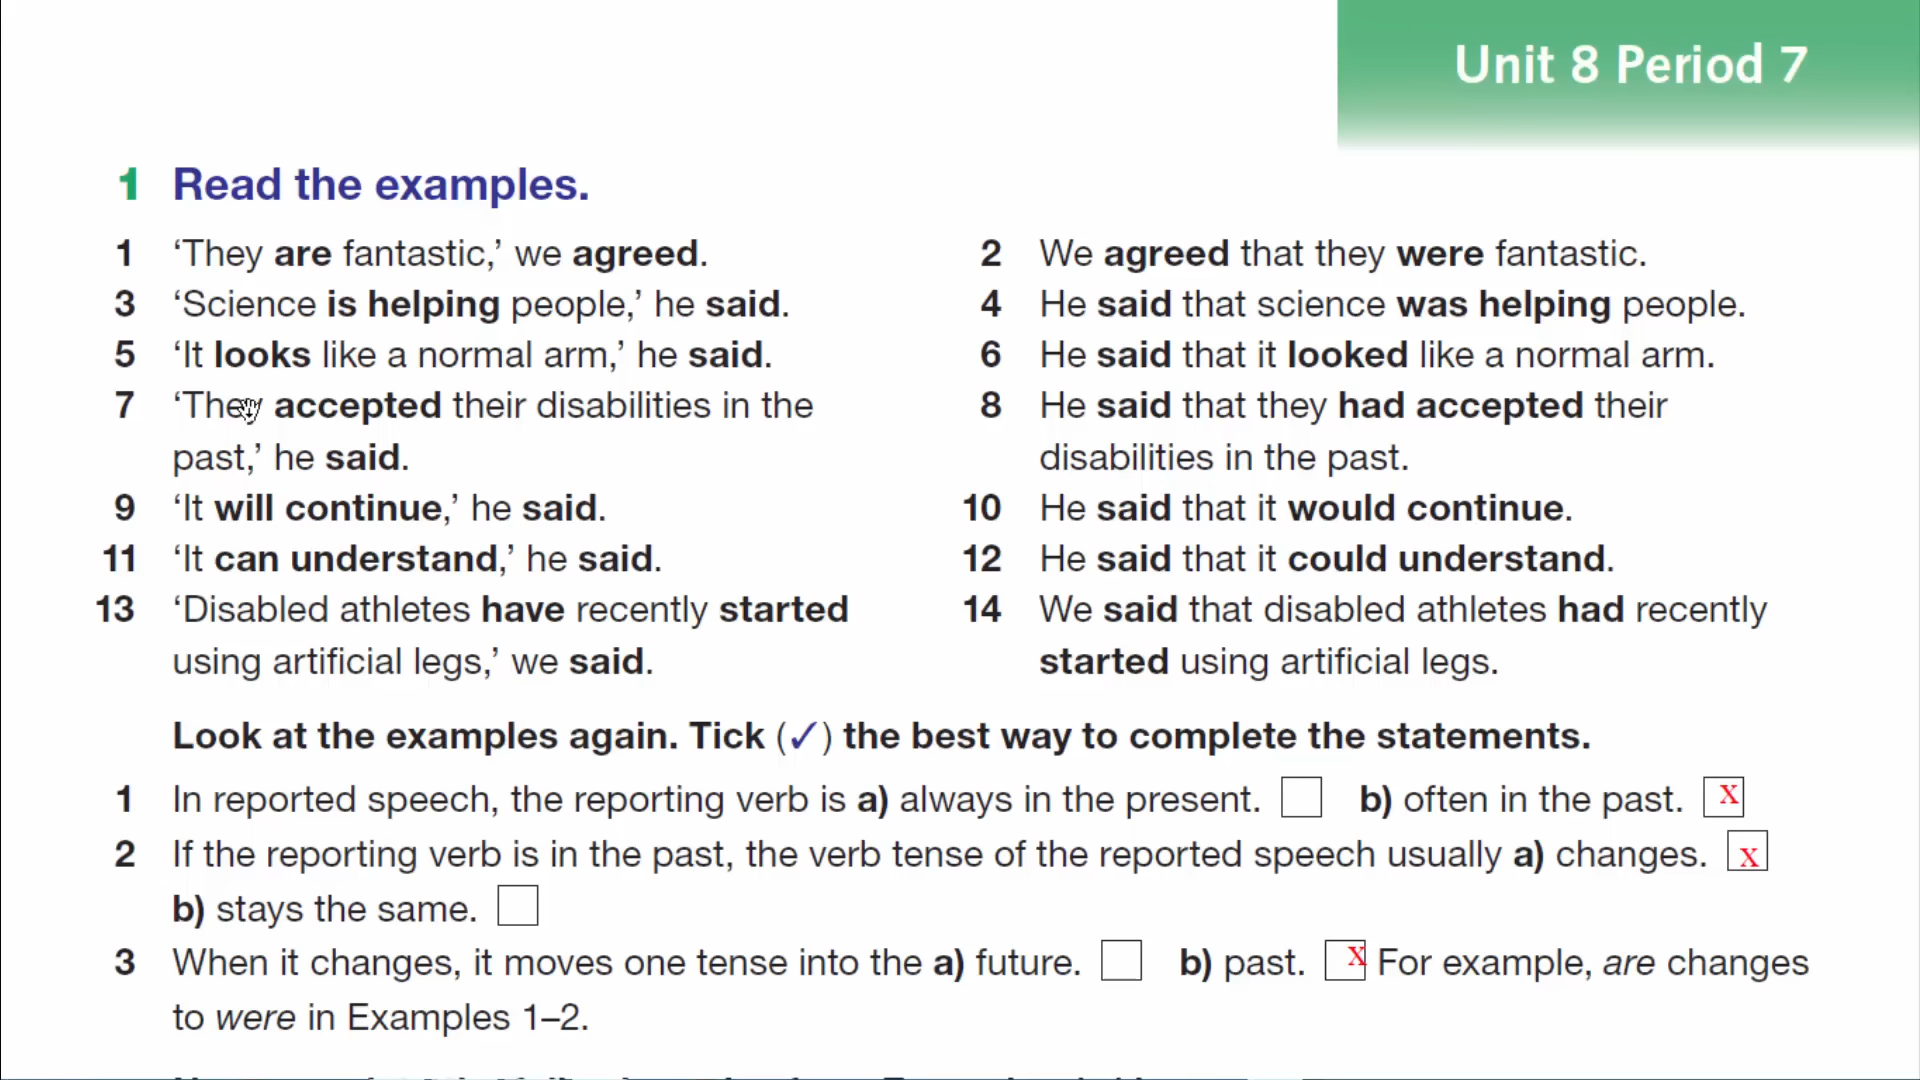 Unit 8 Period 7
1 Read the examples.
1 ‘They are fantastic,’ we agreed.
2 We agreed that they were fantastic.
3 ‘Science is helping people,’ he said.
4 He said that science was helping people.
5 ‘It looks like a normal arm,’ he said.
6 He said that it looked like a normal arm.
7 ‘They accepted their disabilities in the
past,’ he said.
8 He said that they had accepted their
disabilities in the past.
9 ‘It will continue,’ he said.
10 He said that it would continue.
11 ‘It can understand,’ he said.
12 He said that it could understand.
13 ‘Disabled athletes have recently started
using artificial legs,’ we said.
14 We said that disabled athletes had recently
started using artificial legs.
Look at the examples again. Tick (✓) the best way to complete the statements.
1 In reported speech, the reporting verb is a) always in the present. b) often in the past. x
2 If the reporting verb is in the past, the verb tense of the reported speech usually a) changes. x
b) stays the same.
3 When it changes, it moves one tense into the a) future. b) past. x For example, are changes
to were in Examples 1–2.